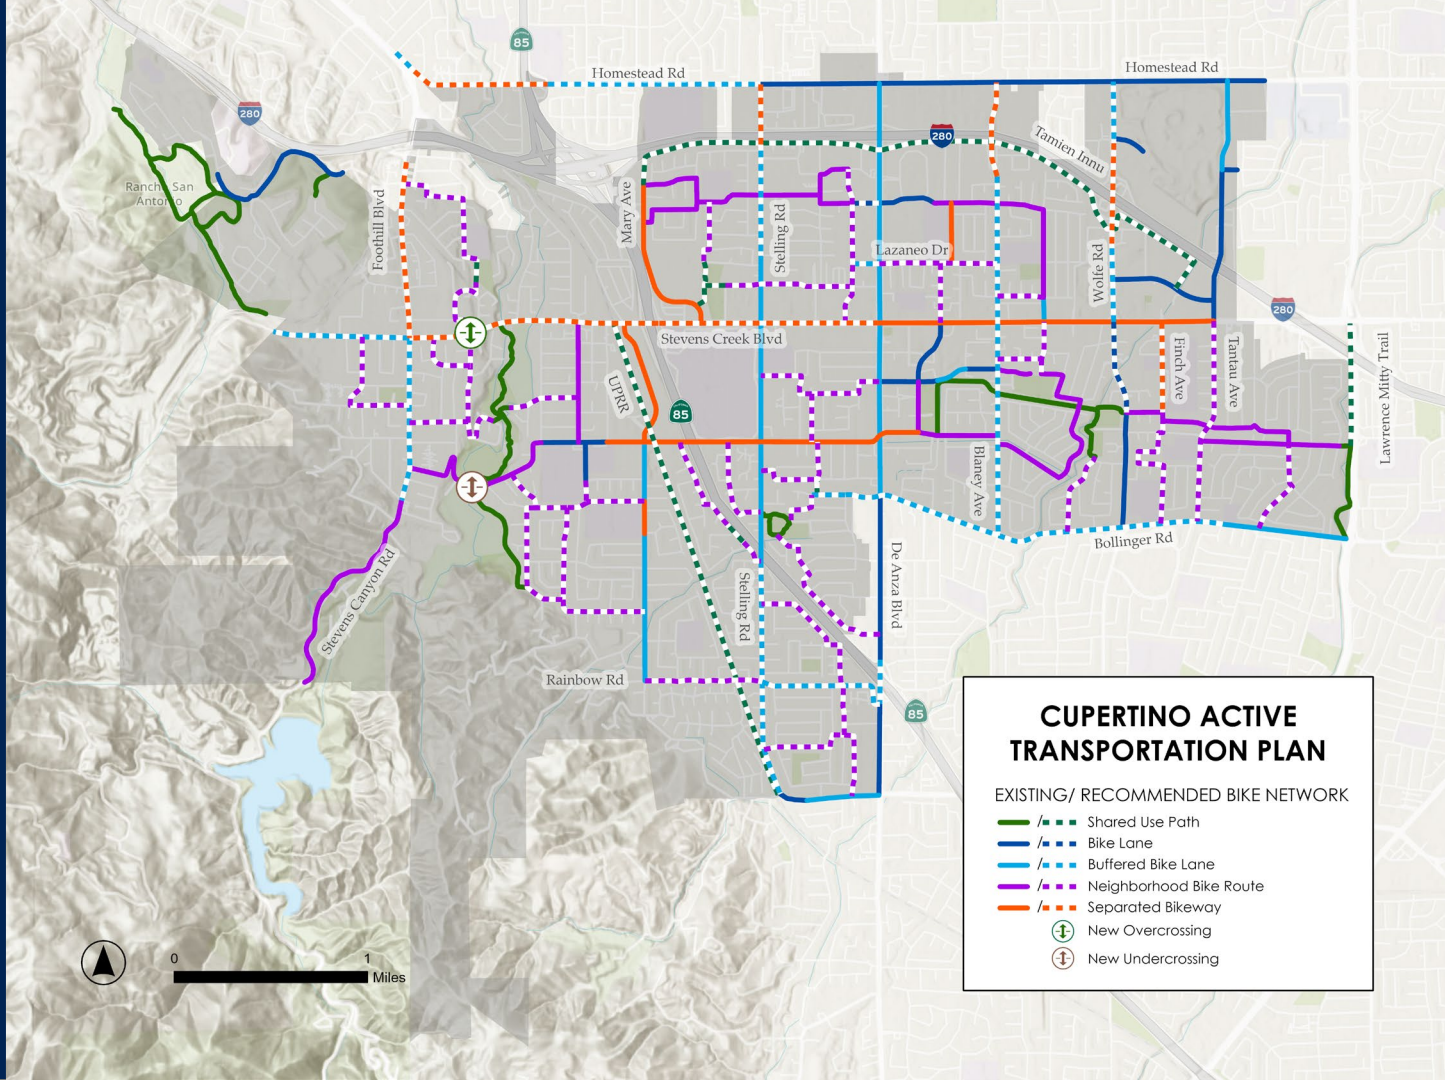 85
Homestead Rd
Homestead Rd
280
280
Tamien Innu
Rancho San
Antonio
Foothill Blvd
Mary Ave
Stelling Rd
Lazaneo Dr
Wolfe Rd
280
Stevens Creek Blvd
Finch Ave
Tantau Ave
Lawrence Mitty Trail
UPRR
CALIFORNIA
85
Blaney Ave
Bollinger Rd
De Anza Blvd
Stelling Rd
Stevens Canyon Rd
Rainbow Rd
85
CUPERTINO ACTIVE
TRANSPORTATION PLAN
EXISTING/ RECOMMENDED BIKE NETWORK
/ Shared Use Path
/ Bike Lane
/ Buffered Bike Lane
/ Neighborhood Bike Route
/ Separated Bikeway
New Overcrossing
New Undercrossing
0 1
Miles